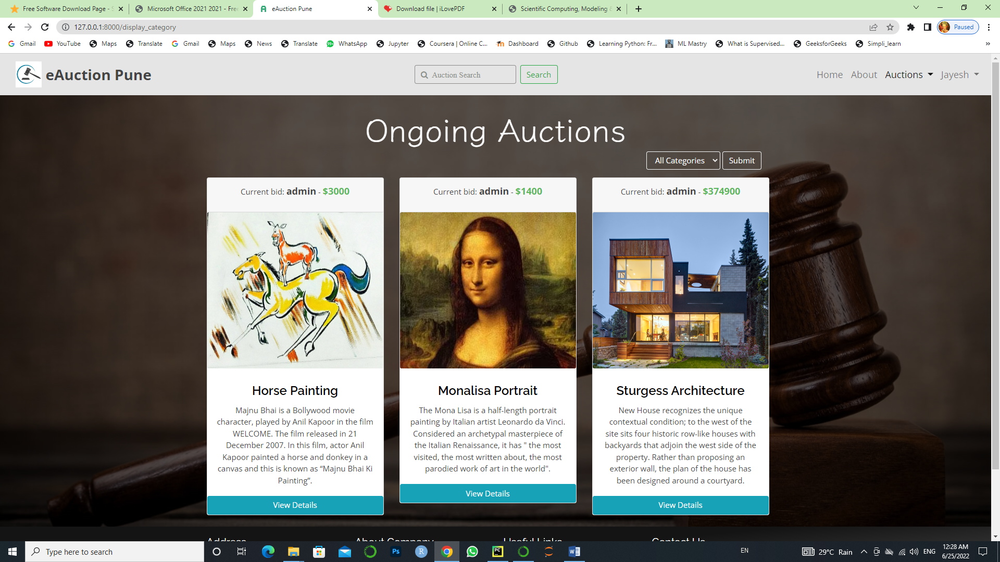 Free Software Download Page - S
Microsoft Office 2021 2021 - Free
eAuction Pune
Download file | iLovePDF
Scientific Computing, Modeling &
127.0.0.1:8000/display_category
Paused
Gmail
YouTube
Maps
Translate
Gmail
Maps
News
Translate
99+
WhatsApp
Jupyter
Coursera | Online C...
Dashboard
Github
Learning Python: Fr...
ML Mastry
What is Supervised...
GeeksforGeeks
Simpli_learn
»
eAuction Pune
Auction Search
Search
Home
About
Auctions
Jayesh
Ongoing Auctions
All Categories
Submit
Current bid: admin - $3000
Horse Painting
Majnu Bhai is a Bollywood movie
character, played by Anil Kapoor in the film
WELCOME. The film released in 21
December 2007. In this film, actor Anil
Kapoor painted a horse and donkey in a
canvas and this is known as “Majnu Bhai Ki
Painting”.
View Details
Current bid: admin - $1400
Monalisa Portrait
The Mona Lisa is a half-length portrait
painting by Italian artist Leonardo da Vinci.
Considered an archetypal masterpiece of
the Italian Renaissance, it has " the most
visited, the most written about, the most
parodied work of art in the world".
View Details
Current bid: admin - $374900
Sturgess Architecture
New House recognizes the unique
contextual condition; to the west of the
site sits four historic row-like houses with
backyards that adjoin the west side of the
property. Rather than proposing an
exterior wall, the plan of the house has
been designed around a courtyard.
View Details
Address
About Company
Useful Links
Contact Us
Type here to search
Ps
R
PC
W
EN
29°C Rain
ENG
12:28 AM
6/25/2022